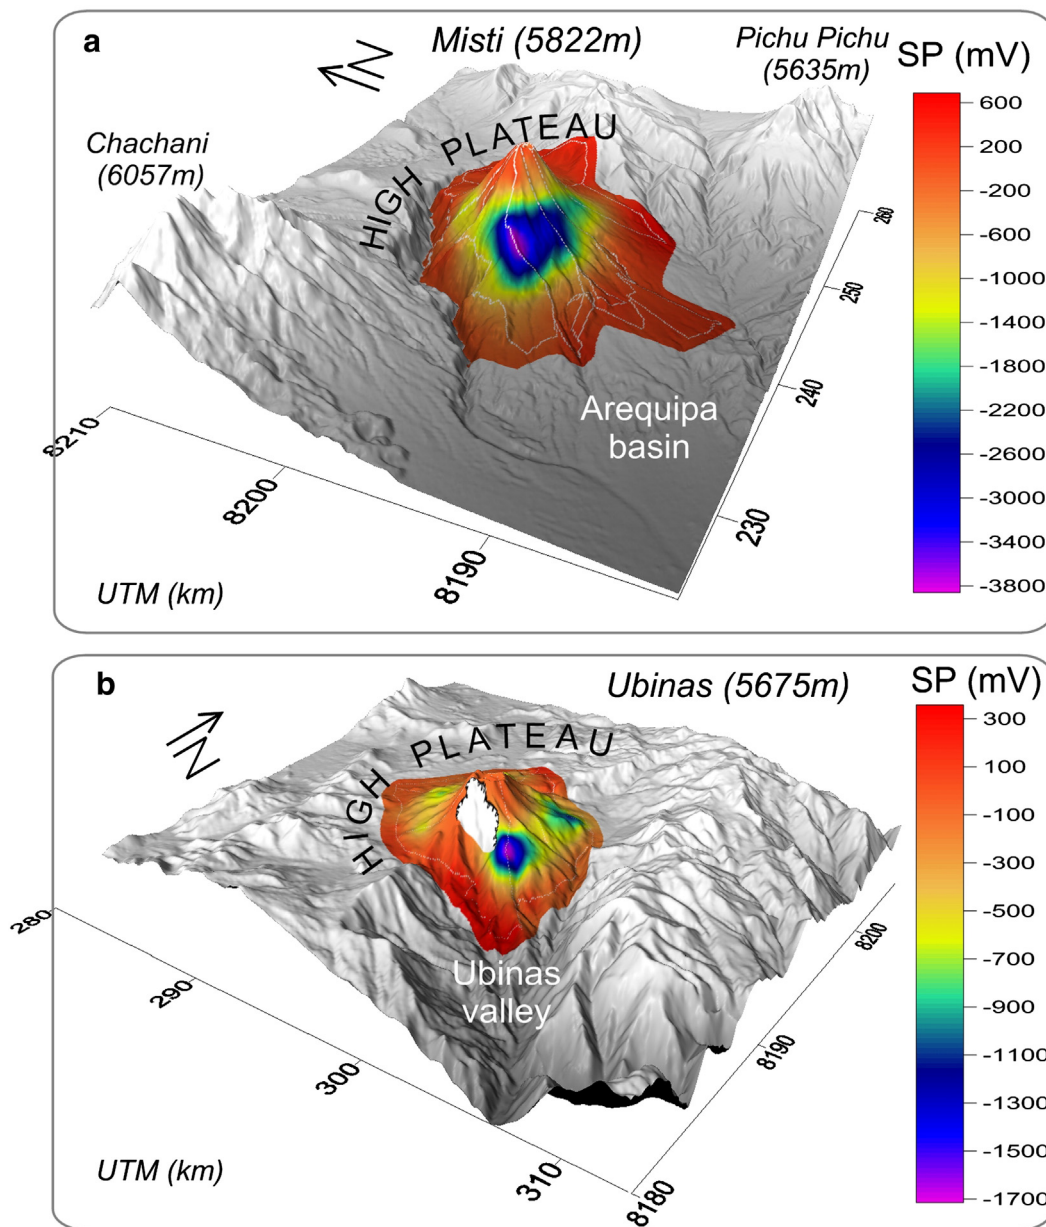 a
Misti (5822m)
Pichu Pichu
(5635m)
SP (mV)
N
Chachani
(6057m)
HIGH PLATEAU
600
200
-200
-600
-1000
-1400
-1800
-2200
-2600
-3000
-3400
-3800
260
250
240
230
Arequipa
basin
8210
8200
8190
UTM (km)
b
Ubinas (5675m)
SP (mV)
N
HIGH PLATEAU
300
100
-100
-300
-500
-700
-900
-1100
-1300
-1500
-1700
Ubinas
valley
280
290
300
310
8200
8190
8180
UTM (km)